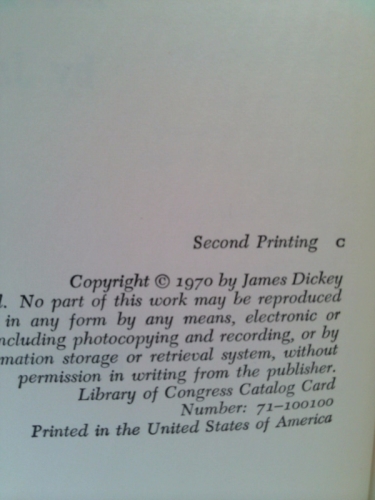 Second Printing C
Copyright © 1970 by James Dickey
No part of this work may be reproduced
in any form by any means, electronic or
including photocopying and recording, or by
storage or retrieval system, without
permission in writing from the publisher.
Library of Congress Catalog Card
Number: 71–100100
Printed in the United States of America